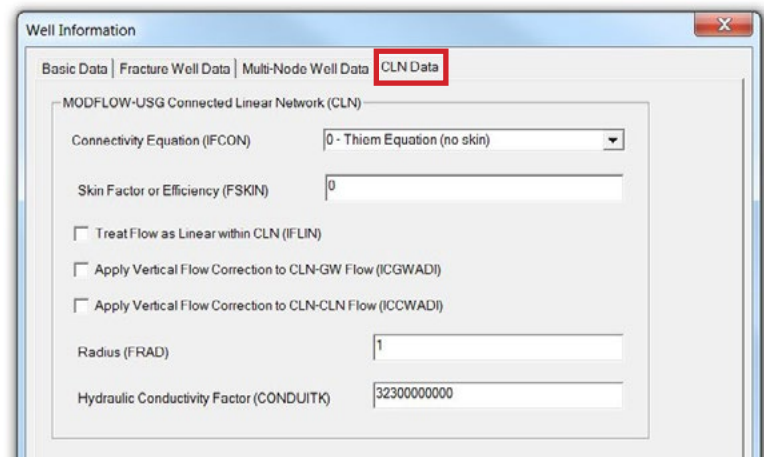 Well Information
X
Basic Data | Fracture Well Data | Multi-Node Well Data CLN Data
MODFLOW-USG Connected Linear Network (CLN)
Connectivity Equation (IFCON) 0 - Thiem Equation (no skin)
Skin Factor or Efficiency (FSKIN) 0
Treat Flow as Linear within CLN (IFLIN)
Apply Vertical Flow Correction to CLN-GW Flow (ICGWADI)
Apply Vertical Flow Correction to CLN-CLN Flow (ICCWADI)
Radius (FRAD) 1
Hydraulic Conductivity Factor (CONDUITK) 32300000000